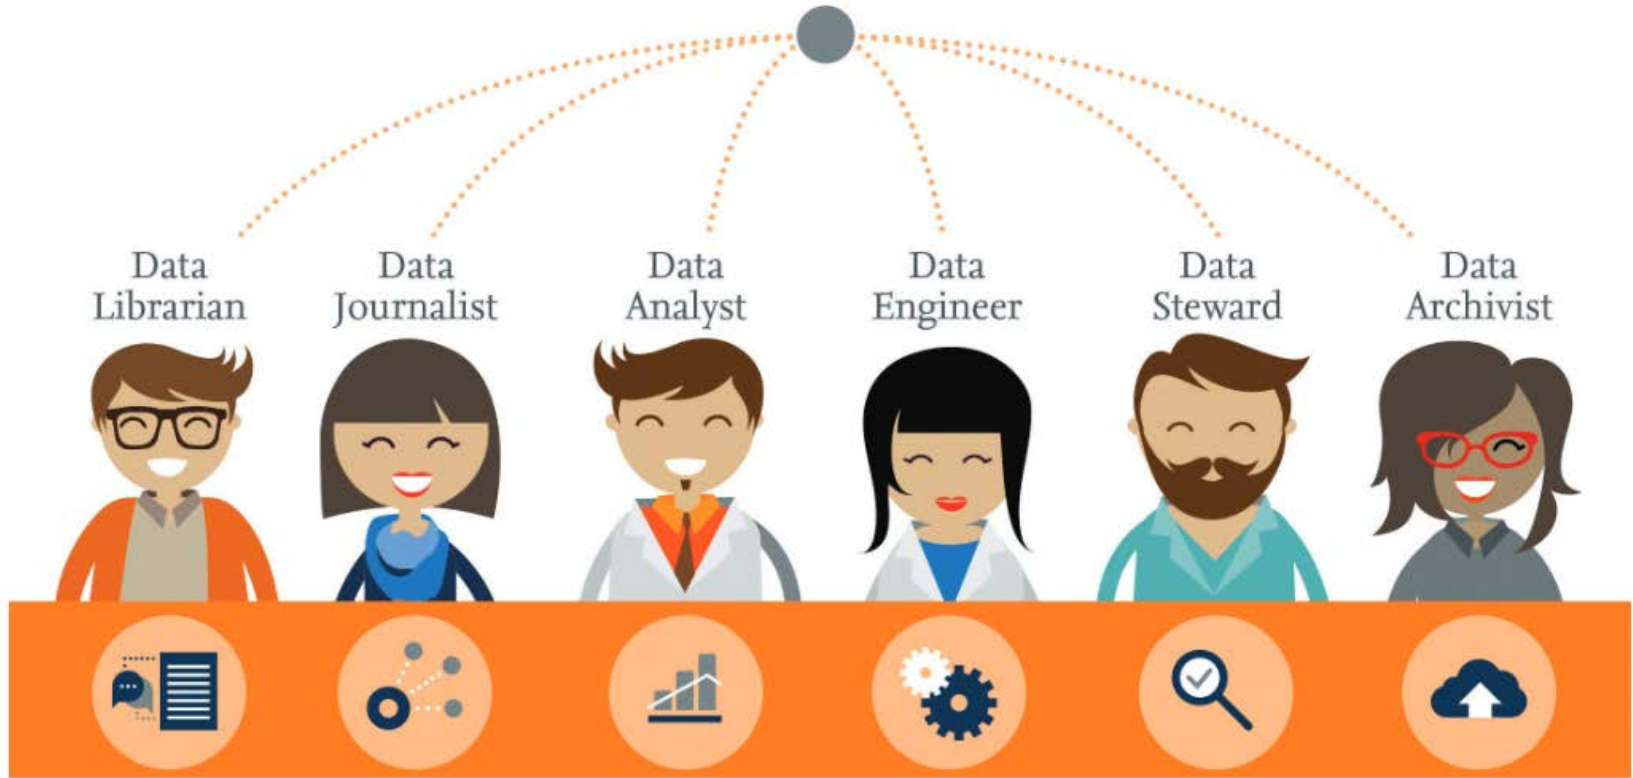 Data
Librarian
Data
Journalist
Data
Analyst
Data
Engineer
Data
Steward
Data
Archivist